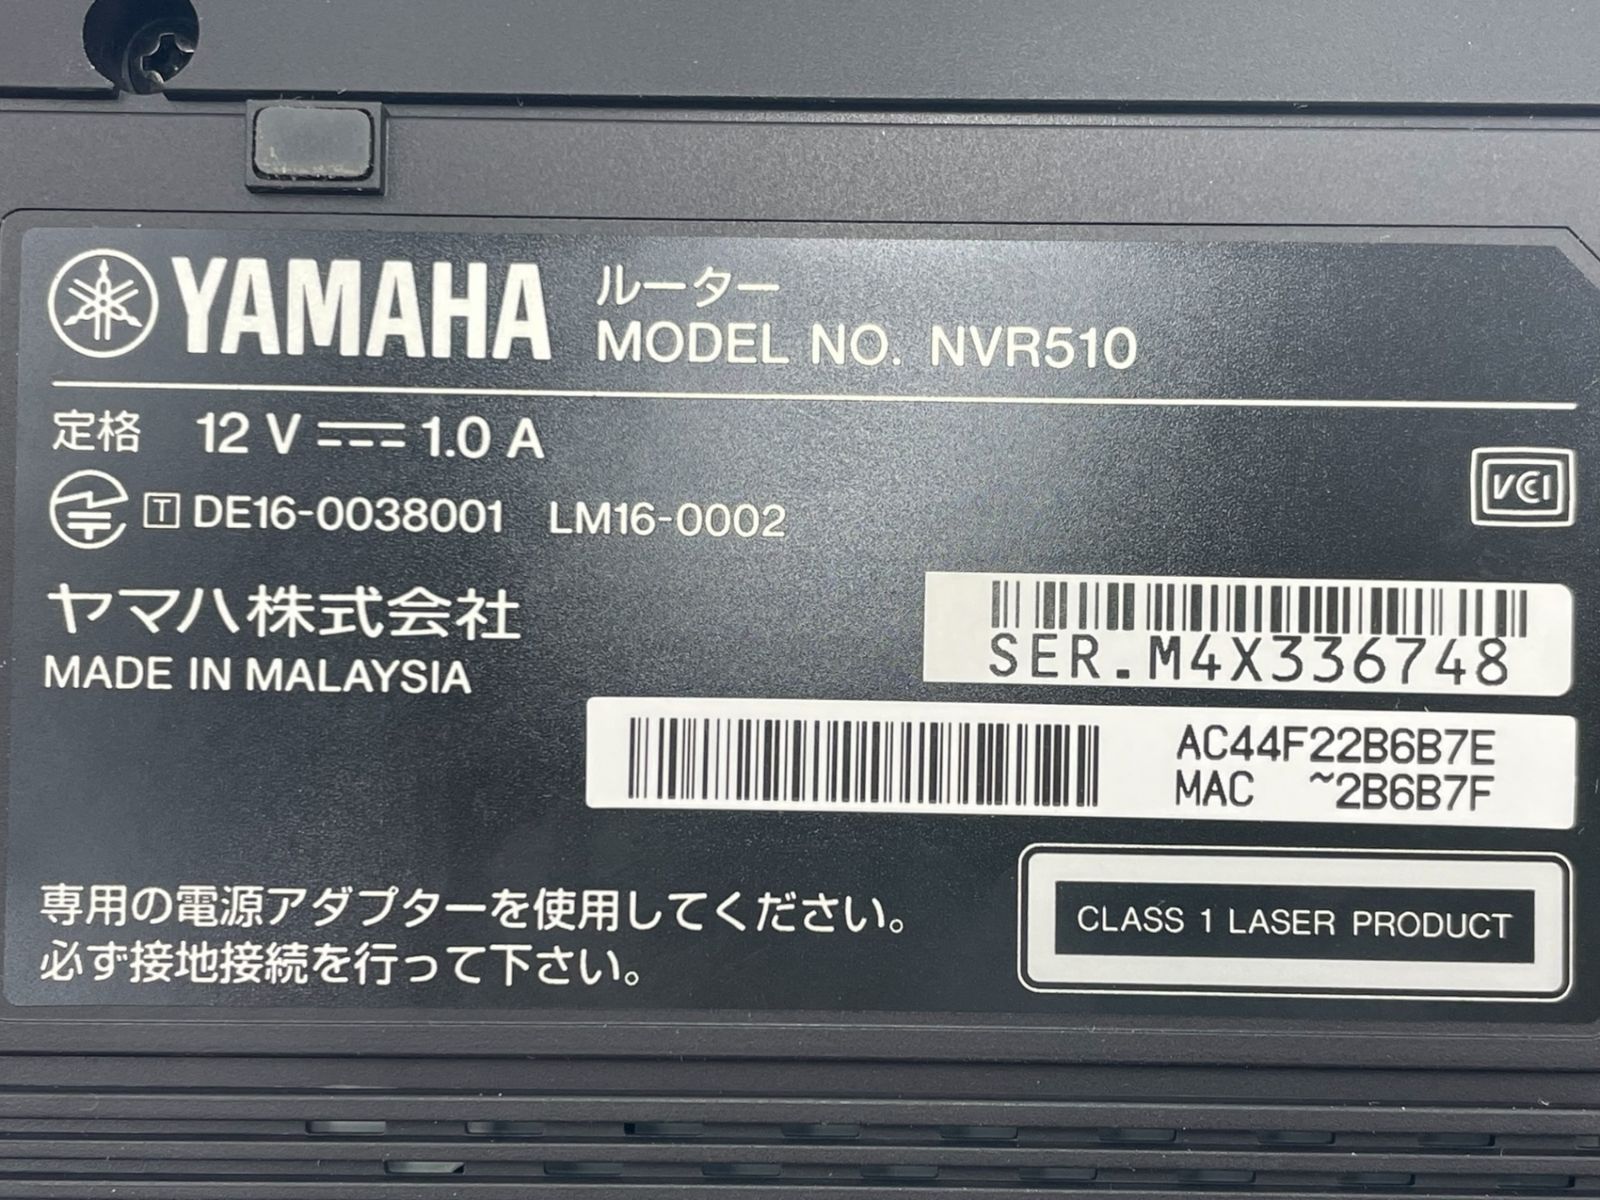 YAMAHA ルーター
MODEL NO. NVR510
定格 12 V 1.0 A
T DE16-0038001 LM16-0002
VCCI
ヤマハ株式会社
MADE IN MALAYSIA
SER.M4X336748
AC44F22B6B7E
MAC ~2B6B7F
専用の電源アダプターを使用してください。
必ず接地接続を行って下さい。
CLASS 1 LASER PRODUCT